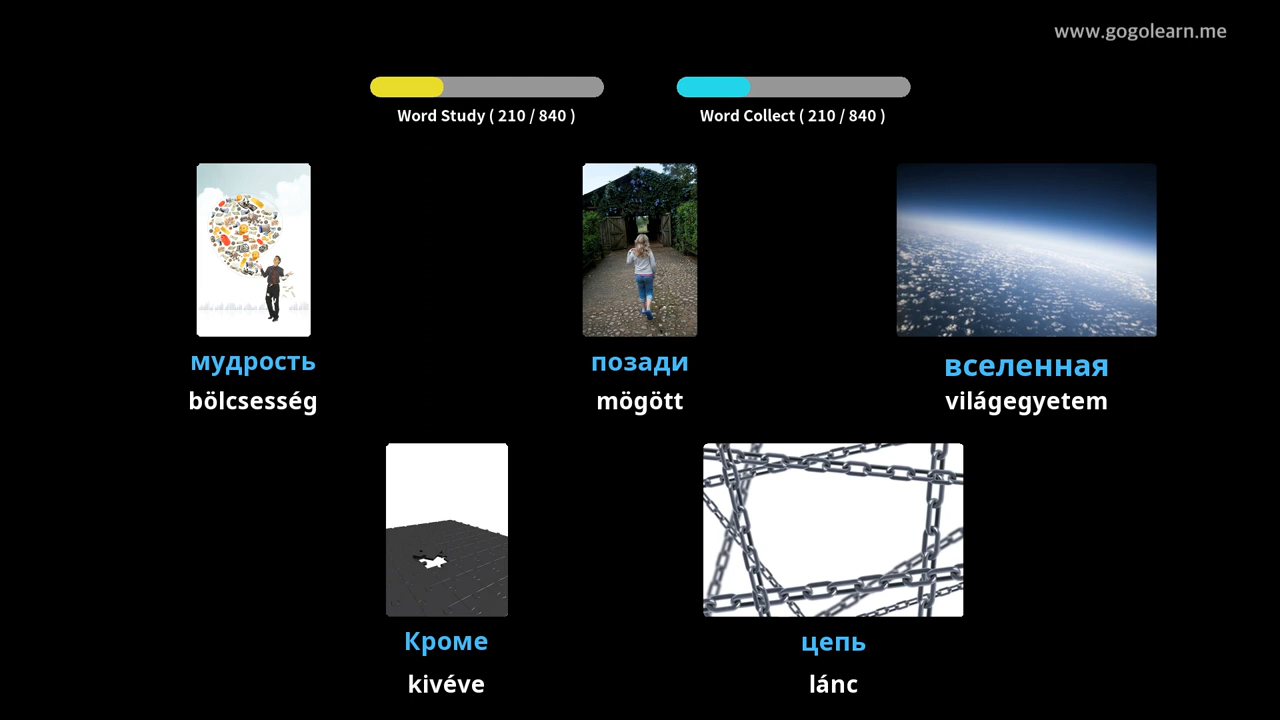 www.gogolearn.me
Word Study ( 210 / 840 )
Word Collect ( 210 / 840 )
мудрость
bölcsesség
позади
mögött
вселенная
világegyetem
Кроме
kivéve
цепь
lánc